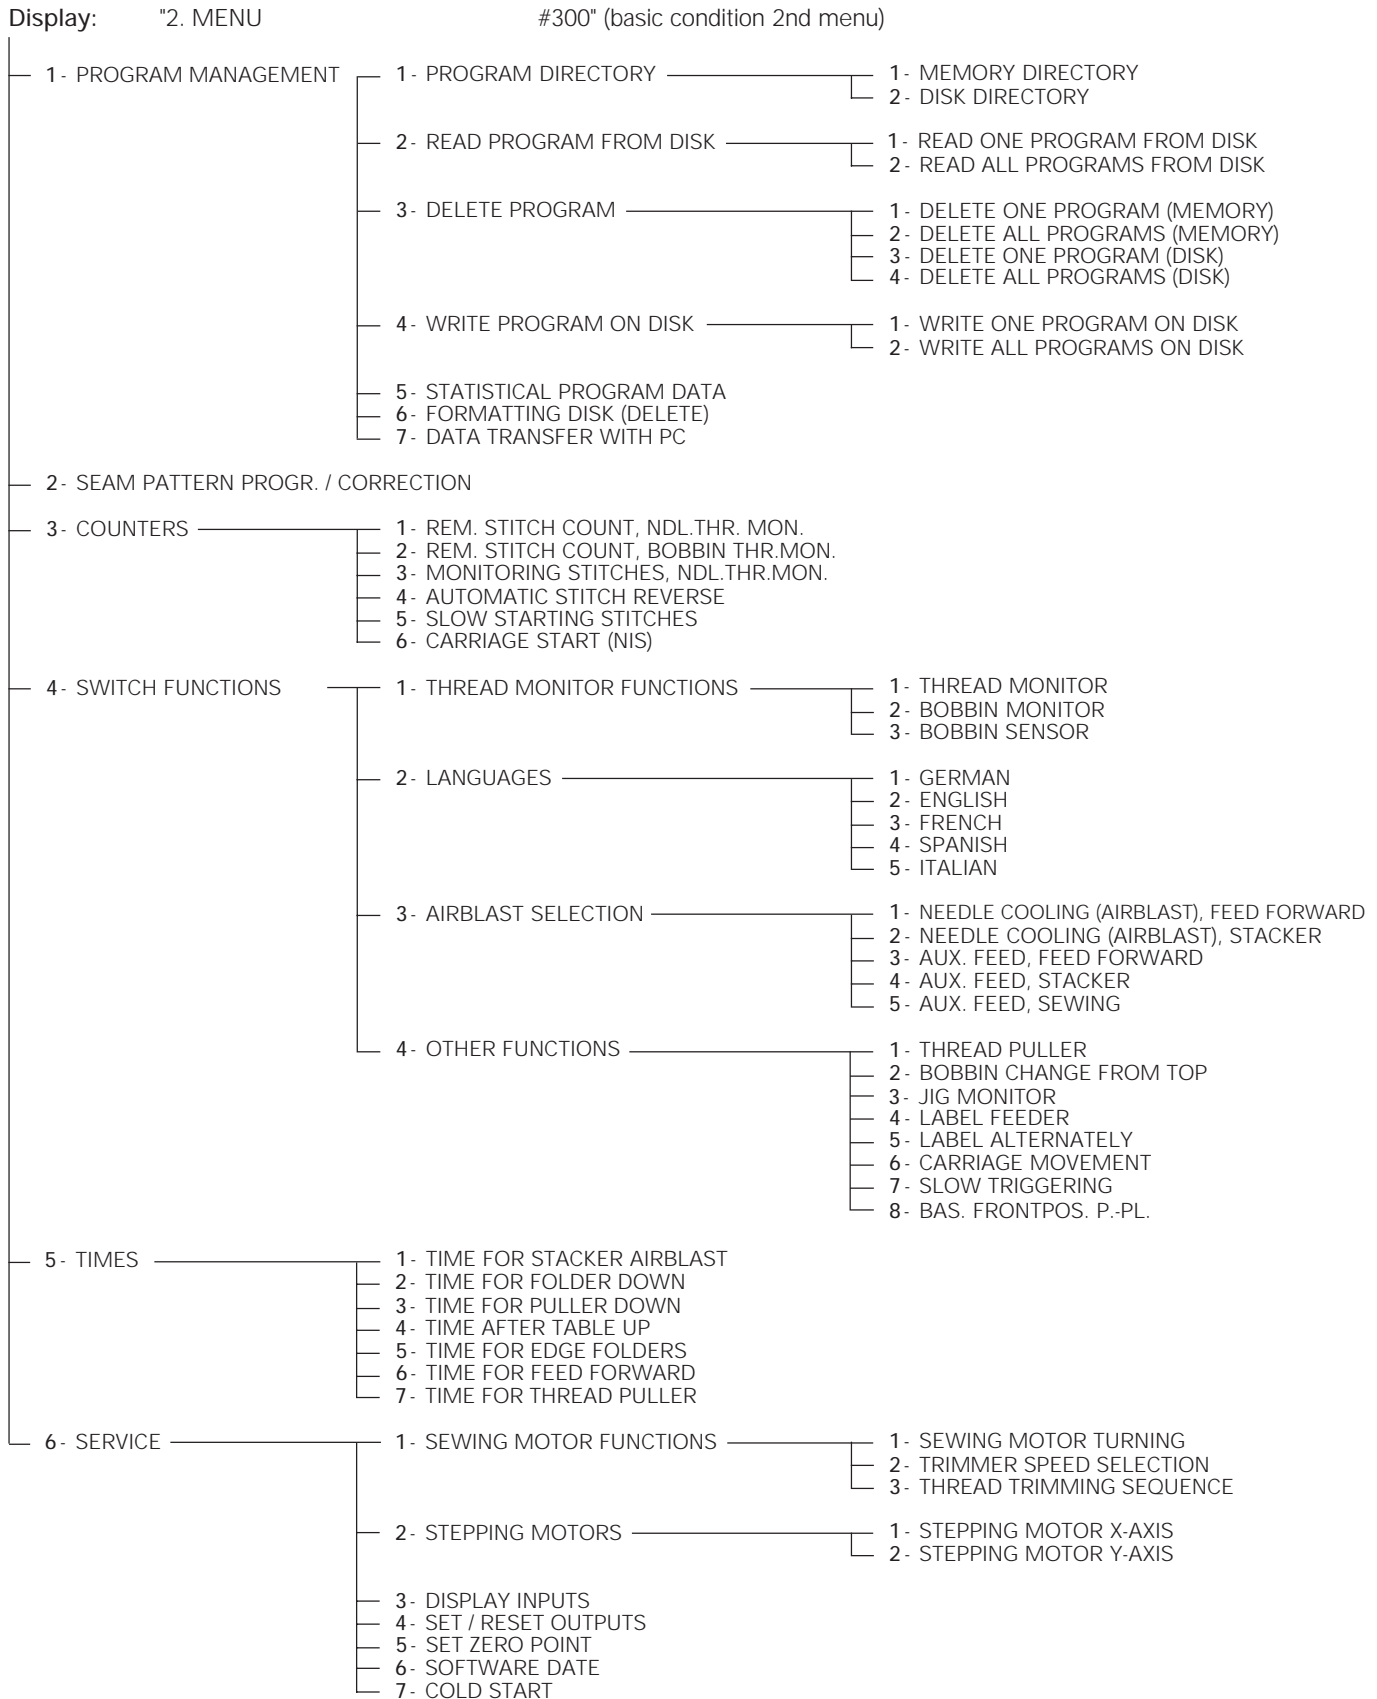 Display: "2. MENU #300" (basic condition 2nd menu)
1 - PROGRAM MANAGEMENT
1 - PROGRAM DIRECTORY
1 - MEMORY DIRECTORY
2 - DISK DIRECTORY
2 - READ PROGRAM FROM DISK
1 - READ ONE PROGRAM FROM DISK
2 - READ ALL PROGRAMS FROM DISK
3 - DELETE PROGRAM
1 - DELETE ONE PROGRAM (MEMORY)
2 - DELETE ALL PROGRAMS (MEMORY)
3 - DELETE ONE PROGRAM (DISK)
4 - DELETE ALL PROGRAMS (DISK)
4 - WRITE PROGRAM ON DISK
1 - WRITE ONE PROGRAM ON DISK
2 - WRITE ALL PROGRAMS ON DISK
5 - STATISTICAL PROGRAM DATA
6 - FORMATTING DISK (DELETE)
7 - DATA TRANSFER WITH PC
2 - SEAM PATTERN PROGR. / CORRECTION
3 - COUNTERS
1 - REM. STITCH COUNT, NDL.THR. MON.
2 - REM. STITCH COUNT, BOBBIN THR.MON.
3 - MONITORING STITCHES, NDL.THR.MON.
4 - AUTOMATIC STITCH REVERSE
5 - SLOW STARTING STITCHES
6 - CARRIAGE START (NIS)
4 - SWITCH FUNCTIONS
1 - THREAD MONITOR FUNCTIONS
1 - THREAD MONITOR
2 - BOBBIN MONITOR
3 - BOBBIN SENSOR
2 - LANGUAGES
1 - GERMAN
2 - ENGLISH
3 - FRENCH
4 - SPANISH
5 - ITALIAN
3 - AIRBLAST SELECTION
1 - NEEDLE COOLING (AIRBLAST), FEED FORWARD
2 - NEEDLE COOLING (AIRBLAST), STACKER
3 - AUX. FEED, FEED FORWARD
4 - AUX. FEED, STACKER
5 - AUX. FEED, SEWING
4 - OTHER FUNCTIONS
1 - THREAD PULLER
2 - BOBBIN CHANGE FROM TOP
3 - JIG MONITOR
4 - LABEL FEEDER
5 - LABEL ALTERNATELY
6 - CARRIAGE MOVEMENT
7 - SLOW TRIGGERING
8 - BAS. FRONTPOS. P.-PL.
5 - TIMES
1 - TIME FOR STACKER AIRBLAST
2 - TIME FOR FOLDER DOWN
3 - TIME FOR PULLER DOWN
4 - TIME AFTER TABLE UP
5 - TIME FOR EDGE FOLDERS
6 - TIME FOR FEED FORWARD
7 - TIME FOR THREAD PULLER
6 - SERVICE
1 - SEWING MOTOR FUNCTIONS
1 - SEWING MOTOR TURNING
2 - TRIMMER SPEED SELECTION
3 - THREAD TRIMMING SEQUENCE
2 - STEPPING MOTORS
1 - STEPPING MOTOR X-AXIS
2 - STEPPING MOTOR Y-AXIS
3 - DISPLAY INPUTS
4 - SET / RESET OUTPUTS
5 - SET ZERO POINT
6 - SOFTWARE DATE
7 - COLD START